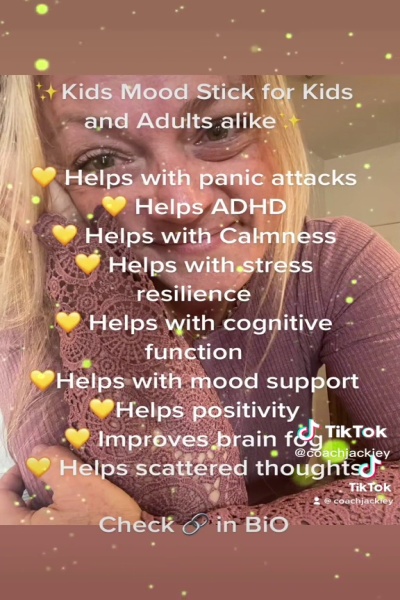 ✨Kids Mood Stick for Kids
and Adults alike✨
💛 Helps with panic attacks
💛 Helps ADHD
💛 Helps with Calmness
💛 Helps with stress
resilience
💛 Helps with cognitive
function
💛Helps with mood support
💛Helps positivity
💛 Improves brain fog
💛 Helps scattered thoughts
Check 🔗 in BiO
TikTok
@coachjackiey
TikTok
@coachjackiey